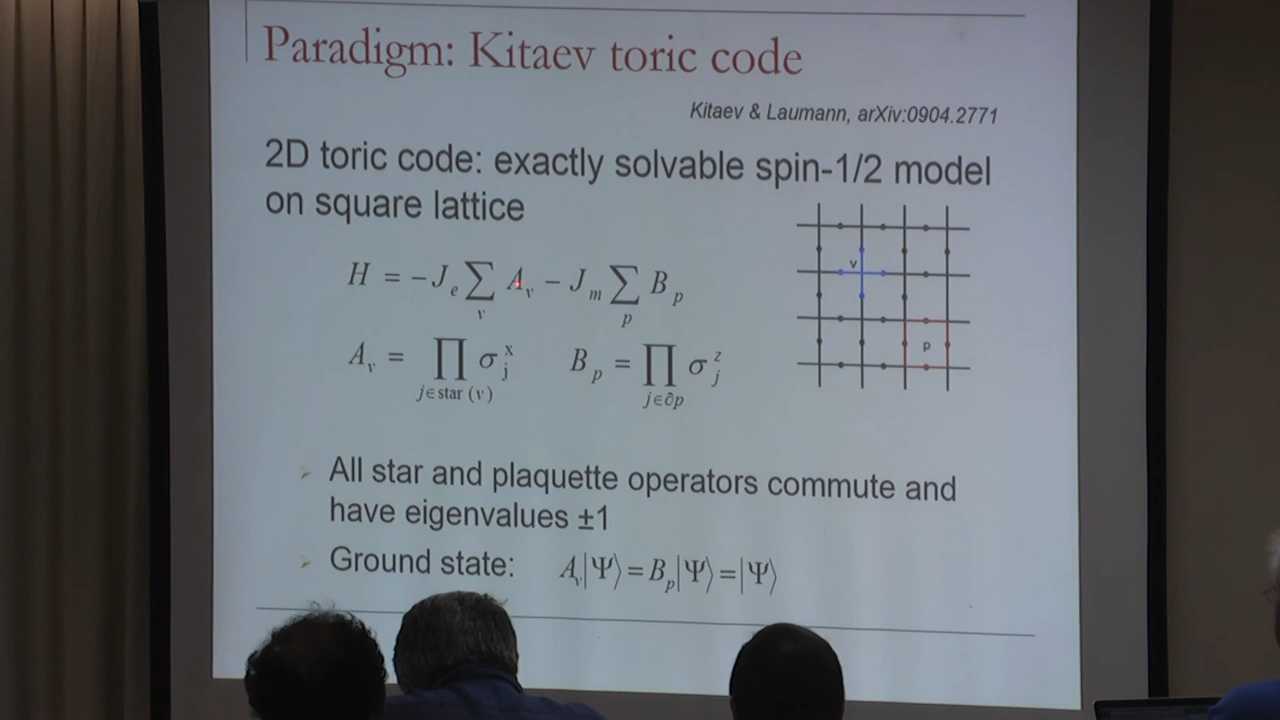 Paradigm: Kitaev toric code
Kitaev & Laumann, arXiv:0904.2771
2D toric code: exactly solvable spin-1/2 model
on square lattice
H = −J_e ∑_v A_v − J_m ∑_p B_p
A_v = ∏_{j∈star (v)} σ_j^x B_p = ∏_{j∈∂p} σ_j^z
v
p
All star and plaquette operators commute and
have eigenvalues ±1
Ground state: A_v|Ψ⟩=B_p|Ψ⟩=|Ψ⟩